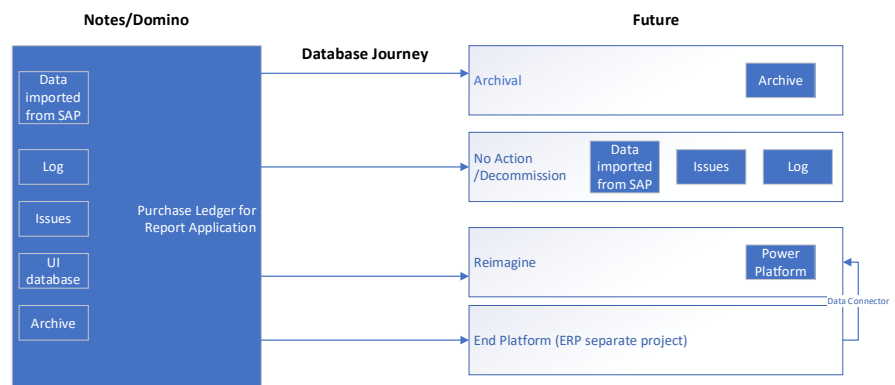 Notes/Domino
Future
Database Journey
Data
imported
from SAP
Log
Issues
UI
database
Archive
Purchase Ledger for
Report Application
Archival
Archive
No Action
/Decommission
Data
imported
from SAP
Issues
Log
Reimagine
Power
Platform
Data Connector
End Platform (ERP separate project)